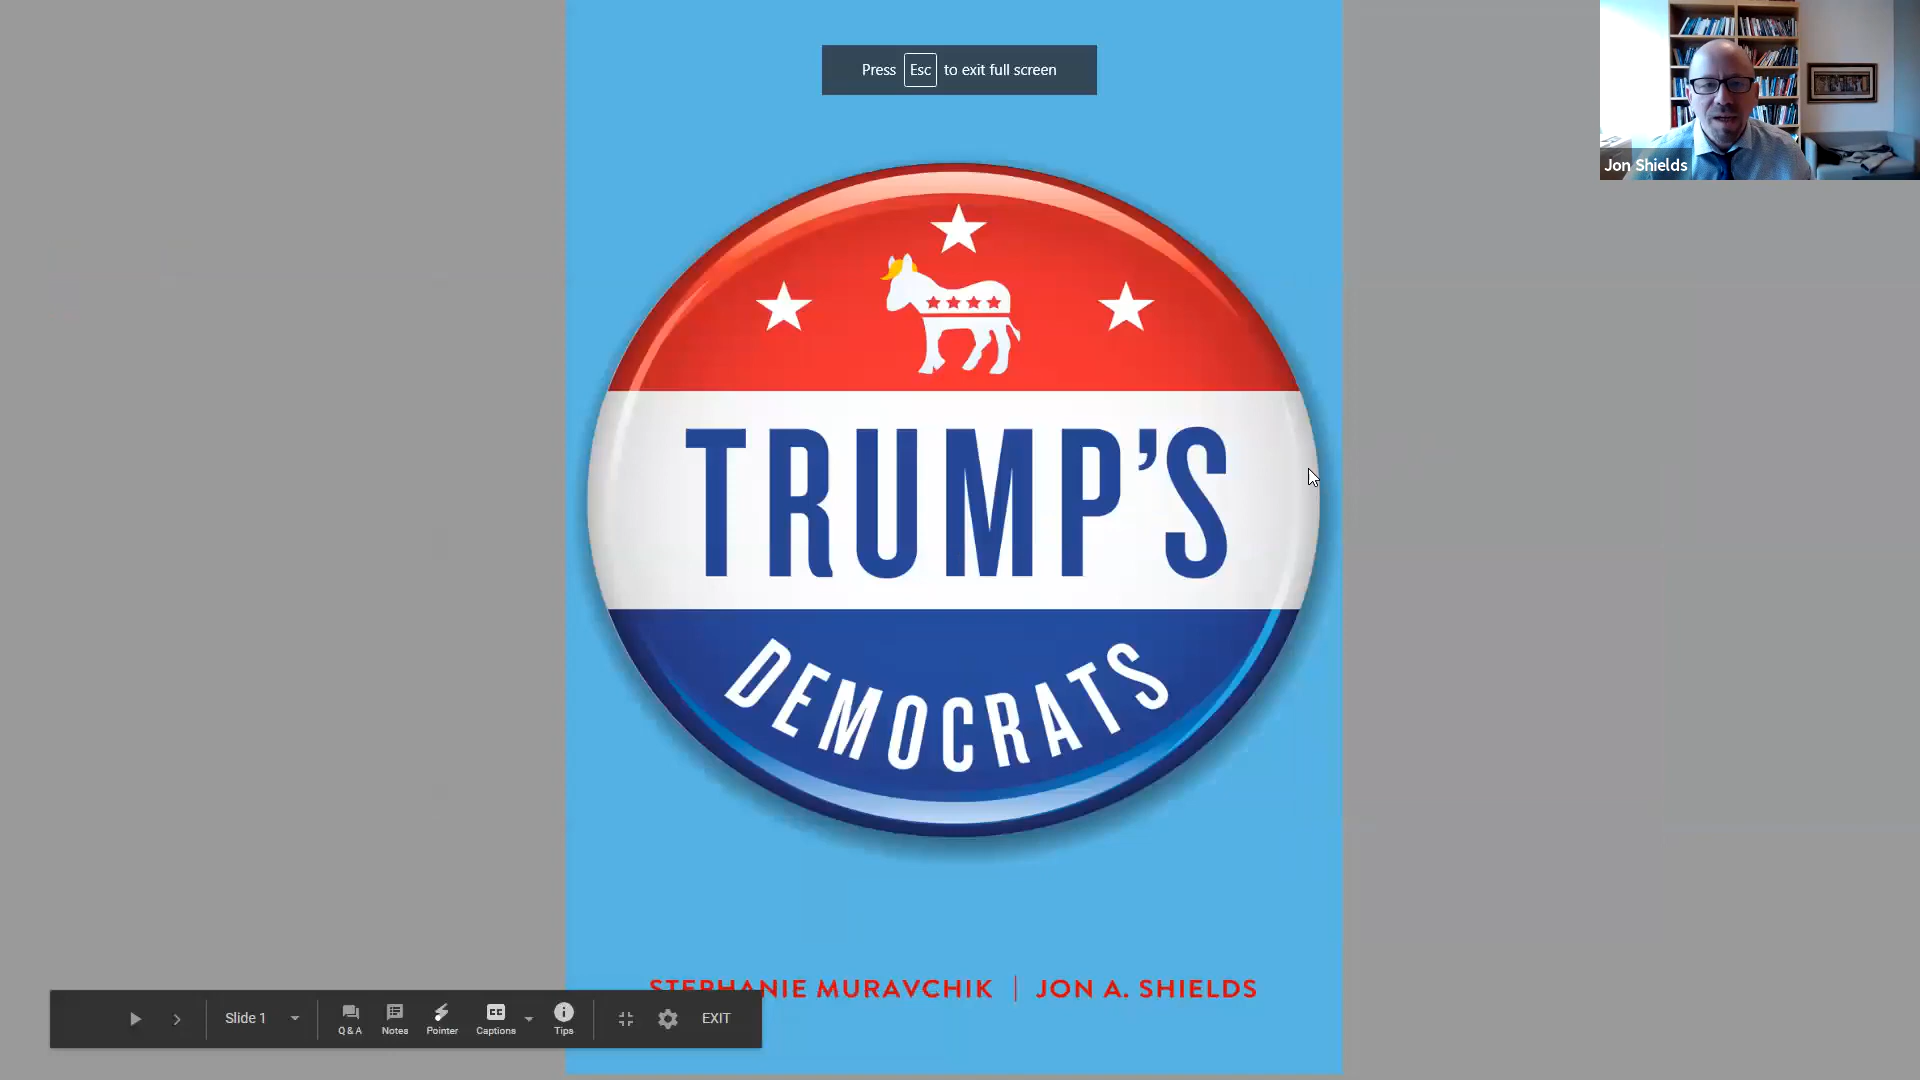 Press Esc to exit full screen
Jon Shields
TRUMP'S
DEMOCRATS
STEPHANIE MURAVCHIK | JON A. SHIELDS
Slide 1
Q & A
Notes
Pointer
CC
Captions
Tips
EXIT